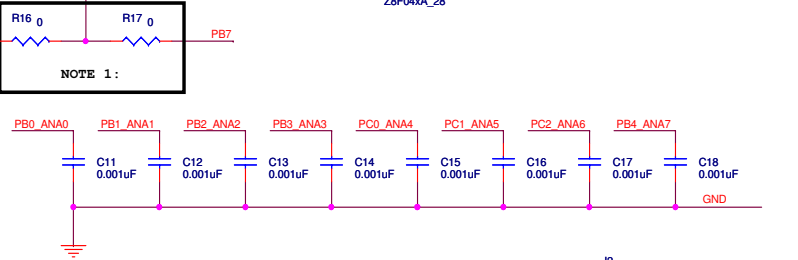 Z8F04xA_28
R16 0
R17 0
PB7
NOTE 1:
PB0_ANA0
PB1_ANA1
PB2_ANA2
PB3_ANA3
PC0_ANA4
PC1_ANA5
PC2_ANA6
PB4_ANA7
C11
0.001uF
C12
0.001uF
C13
0.001uF
C14
0.001uF
C15
0.001uF
C16
0.001uF
C17
0.001uF
C18
0.001uF
GND